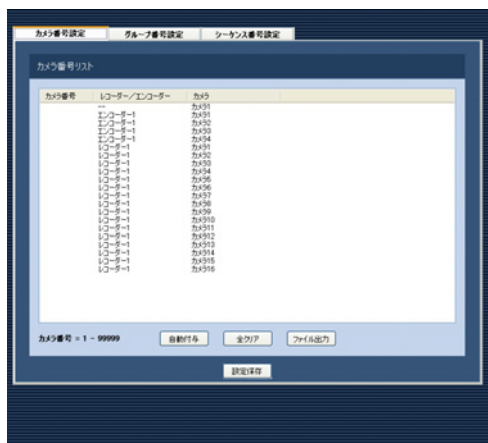 カメラ番号設定 グループ番号設定 シーケンス番号設定
カメラ番号リスト
カメラ番号 レコーダー/エンコーダー カメラ
-- カメラ1
エンコーダー1 カメラ1
エンコーダー1 カメラ2
エンコーダー1 カメラ3
エンコーダー1 カメラ4
レコーダー1 カメラ1
レコーダー1 カメラ2
レコーダー1 カメラ3
レコーダー1 カメラ4
レコーダー1 カメラ5
レコーダー1 カメラ6
レコーダー1 カメラ7
レコーダー1 カメラ8
レコーダー1 カメラ9
レコーダー1 カメラ10
レコーダー1 カメラ11
レコーダー1 カメラ12
レコーダー1 カメラ13
レコーダー1 カメラ14
レコーダー1 カメラ15
レコーダー1 カメラ16
カメラ番号 = 1 - 99999 自動付与 全クリア ファイル出力
設定保存